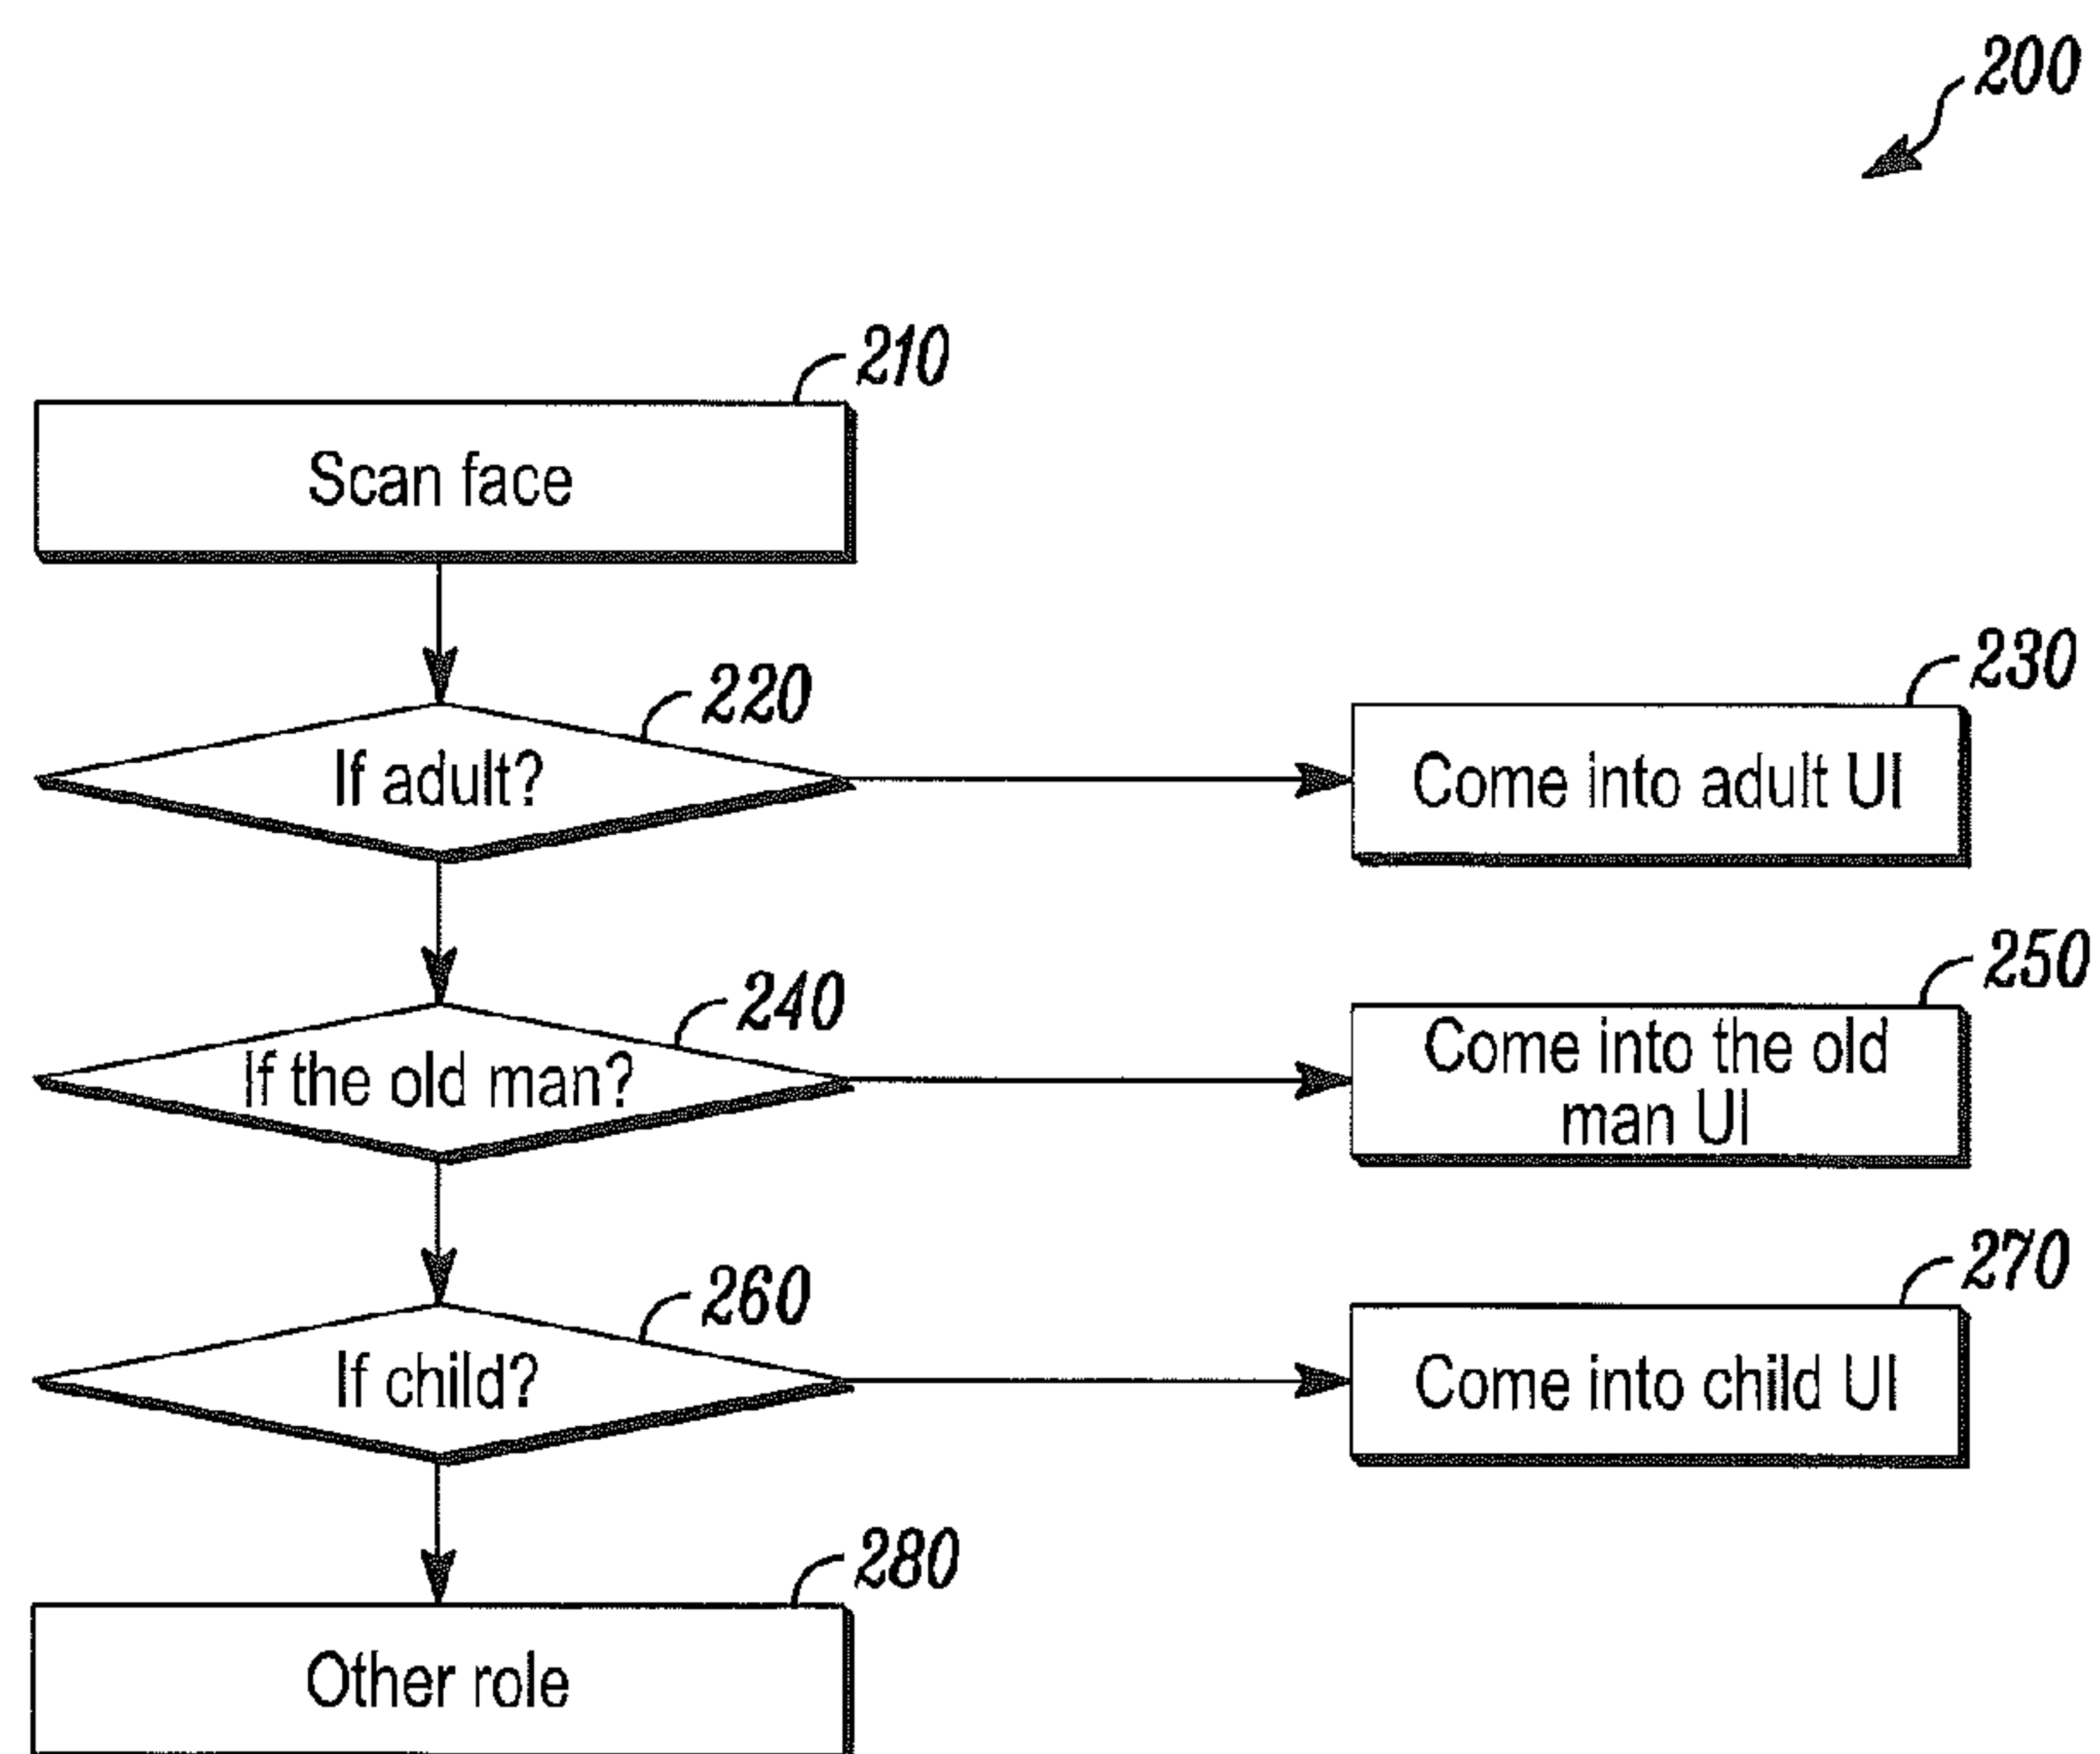 200
210
Scan face
220
If adult?
230
Come into adult UI
240
If the old man?
250
Come into the old
man UI
260
If child?
270
Come into child UI
280
Other role